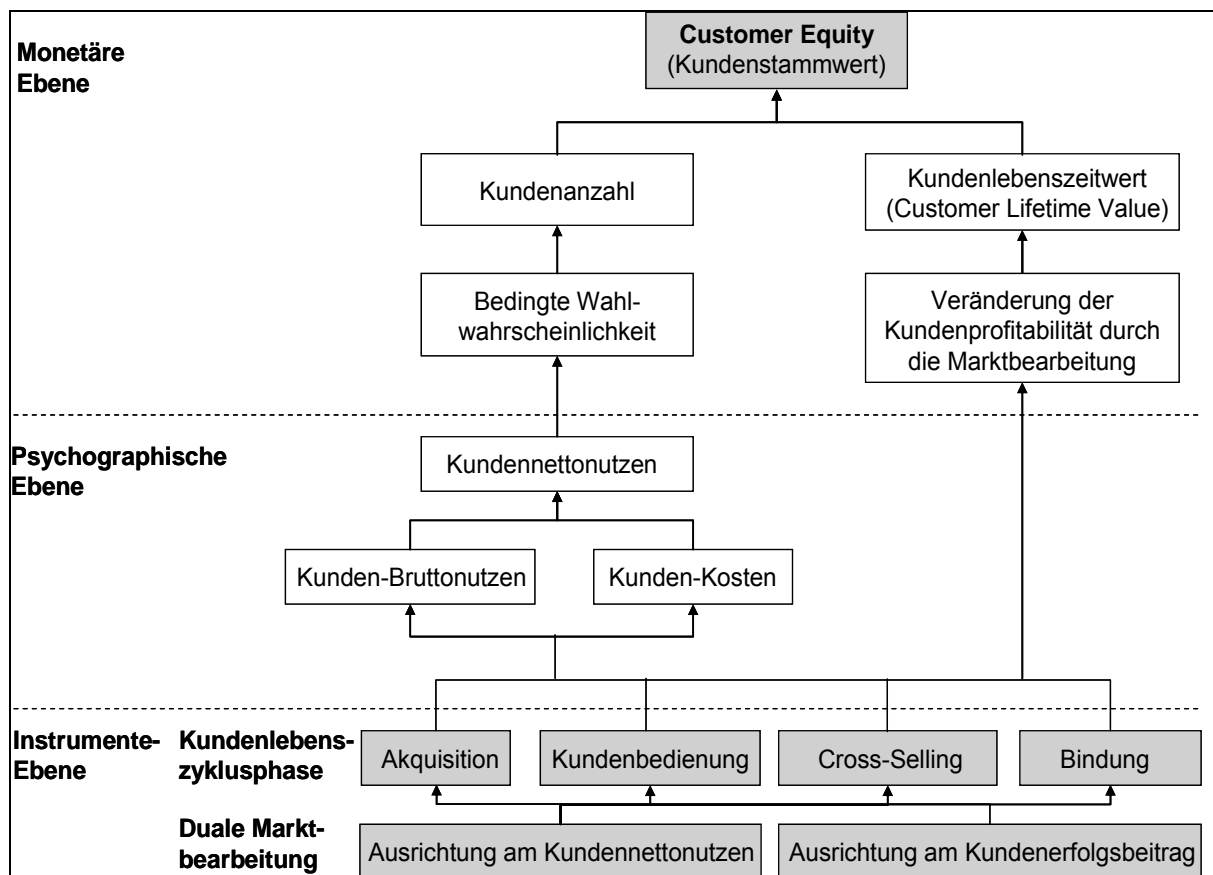 Monetäre
Ebene
Customer Equity
(Kundenstammwert)
Kundenanzahl
Kundenlebenszeitwert
(Customer Lifetime Value)
Bedingte Wahl-
wahrscheinlichkeit
Veränderung der
Kundenprofitabilität durch
die Marktbearbeitung
Psychographische
Ebene
Kundennettonutzen
Kunden-Bruttonutzen
Kunden-Kosten
Instrumente-
Ebene
Kundenlebens-
zyklusphase
Akquisition
Kundenbedienung
Cross-Selling
Bindung
Duale Markt-
bearbeitung
Ausrichtung am Kundennettonutzen
Ausrichtung am Kundenerfolgsbeitrag